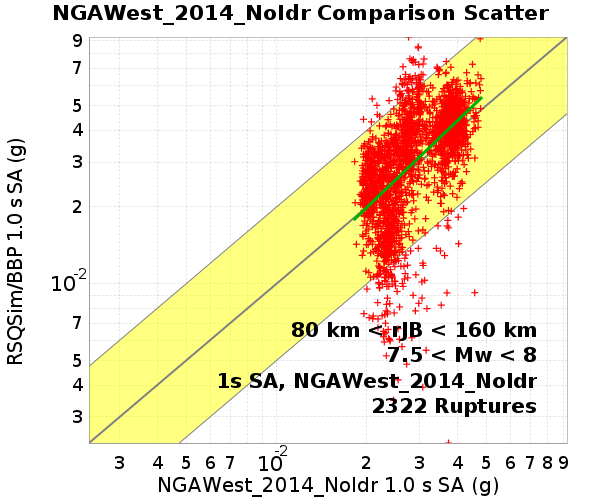 NGAWest_2014_NoIdr Comparison Scatter
9
7
5
4
3
2
10-2
7
5
4
3
RSQSim/BBP 1.0 s SA (g)
80 km < rJB < 160 km
7.5 < Mw < 8
1s SA, NGAWest_2014_NoIdr
2322 Ruptures
3 4 5 6 7 10-2 2 3 4 5 6 7 8 9
NGAWest_2014_NoIdr 1.0 s SA (g)